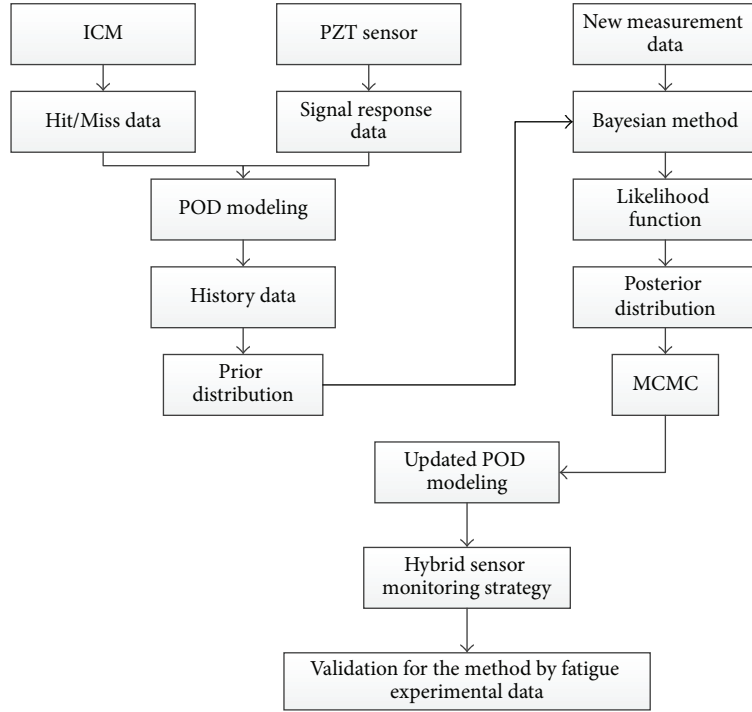 ICM
PZT sensor
New measurement
data
Hit/Miss data
Signal response
data
Bayesian method
POD modeling
Likelihood
function
History data
Posterior
distribution
Prior
distribution
MCMC
Updated POD
modeling
Hybrid sensor
monitoring strategy
Validation for the method by fatigue
experimental data